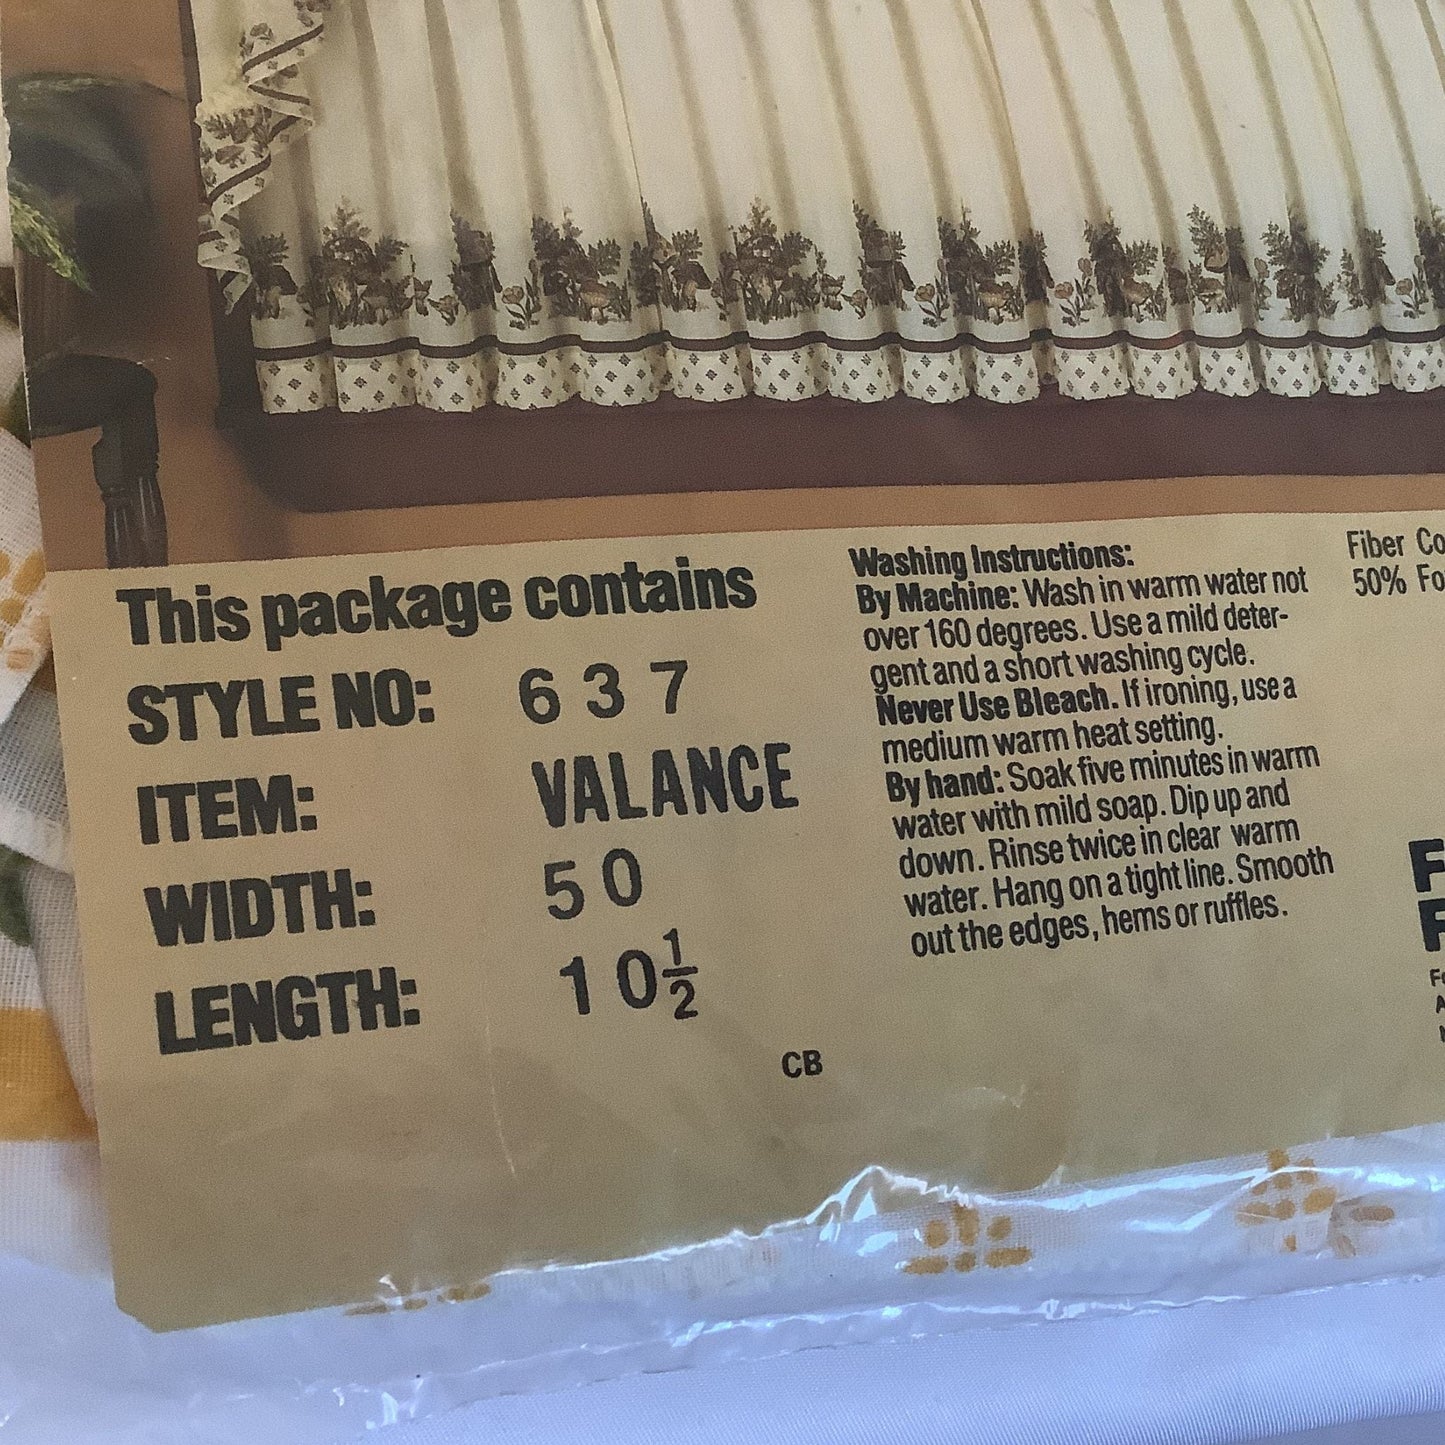 This package contains
STYLE NO: 637
ITEM: VALANCE
WIDTH: 50
LENGTH: 10½
CB
Washing Instructions:
By Machine: Wash in warm water not
over 160 degrees. Use a mild deter-
gent and a short washing cycle.
Never Use Bleach. If ironing, use a
medium warm heat setting.
By hand: Soak five minutes in warm
water with mild soap. Dip up and
down. Rinse twice in clear warm
water. Hang on a tight line. Smooth
out the edges, hems or ruffles.
Fiber
50%